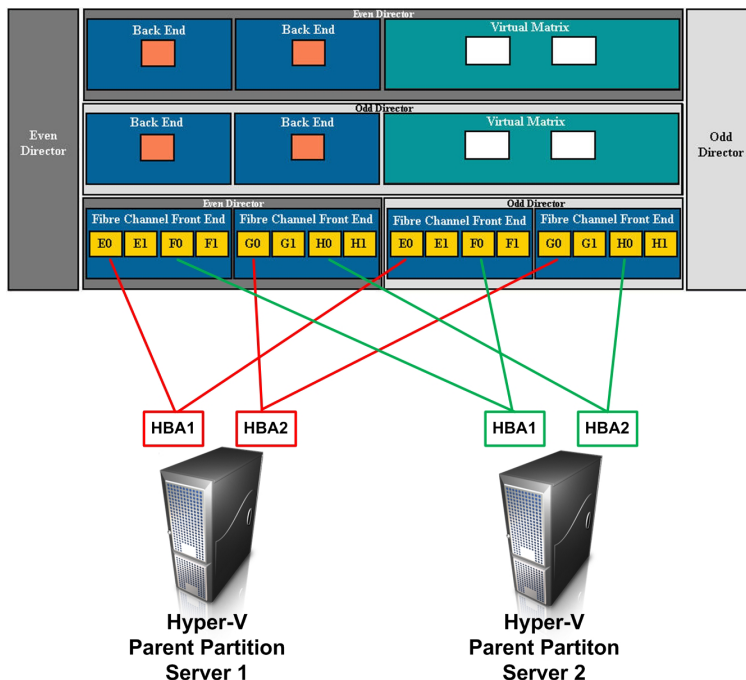 Even Director
Back End
Back End
Virtual Matrix
Odd Director
Back End
Back End
Virtual Matrix
Even
Director
Odd
Director
Even Director
Odd Director
Fibre Channel Front End
Fibre Channel Front End
Fibre Channel Front End
Fibre Channel Front End
E0 E1 F0 F1 G0 G1 H0 H1 E0 E1 F0 F1 G0 G1 H0 H1
HBA1 HBA2 HBA1 HBA2
Hyper-V
Parent Partition
Server 1
Hyper-V
Parent Partiton
Server 2